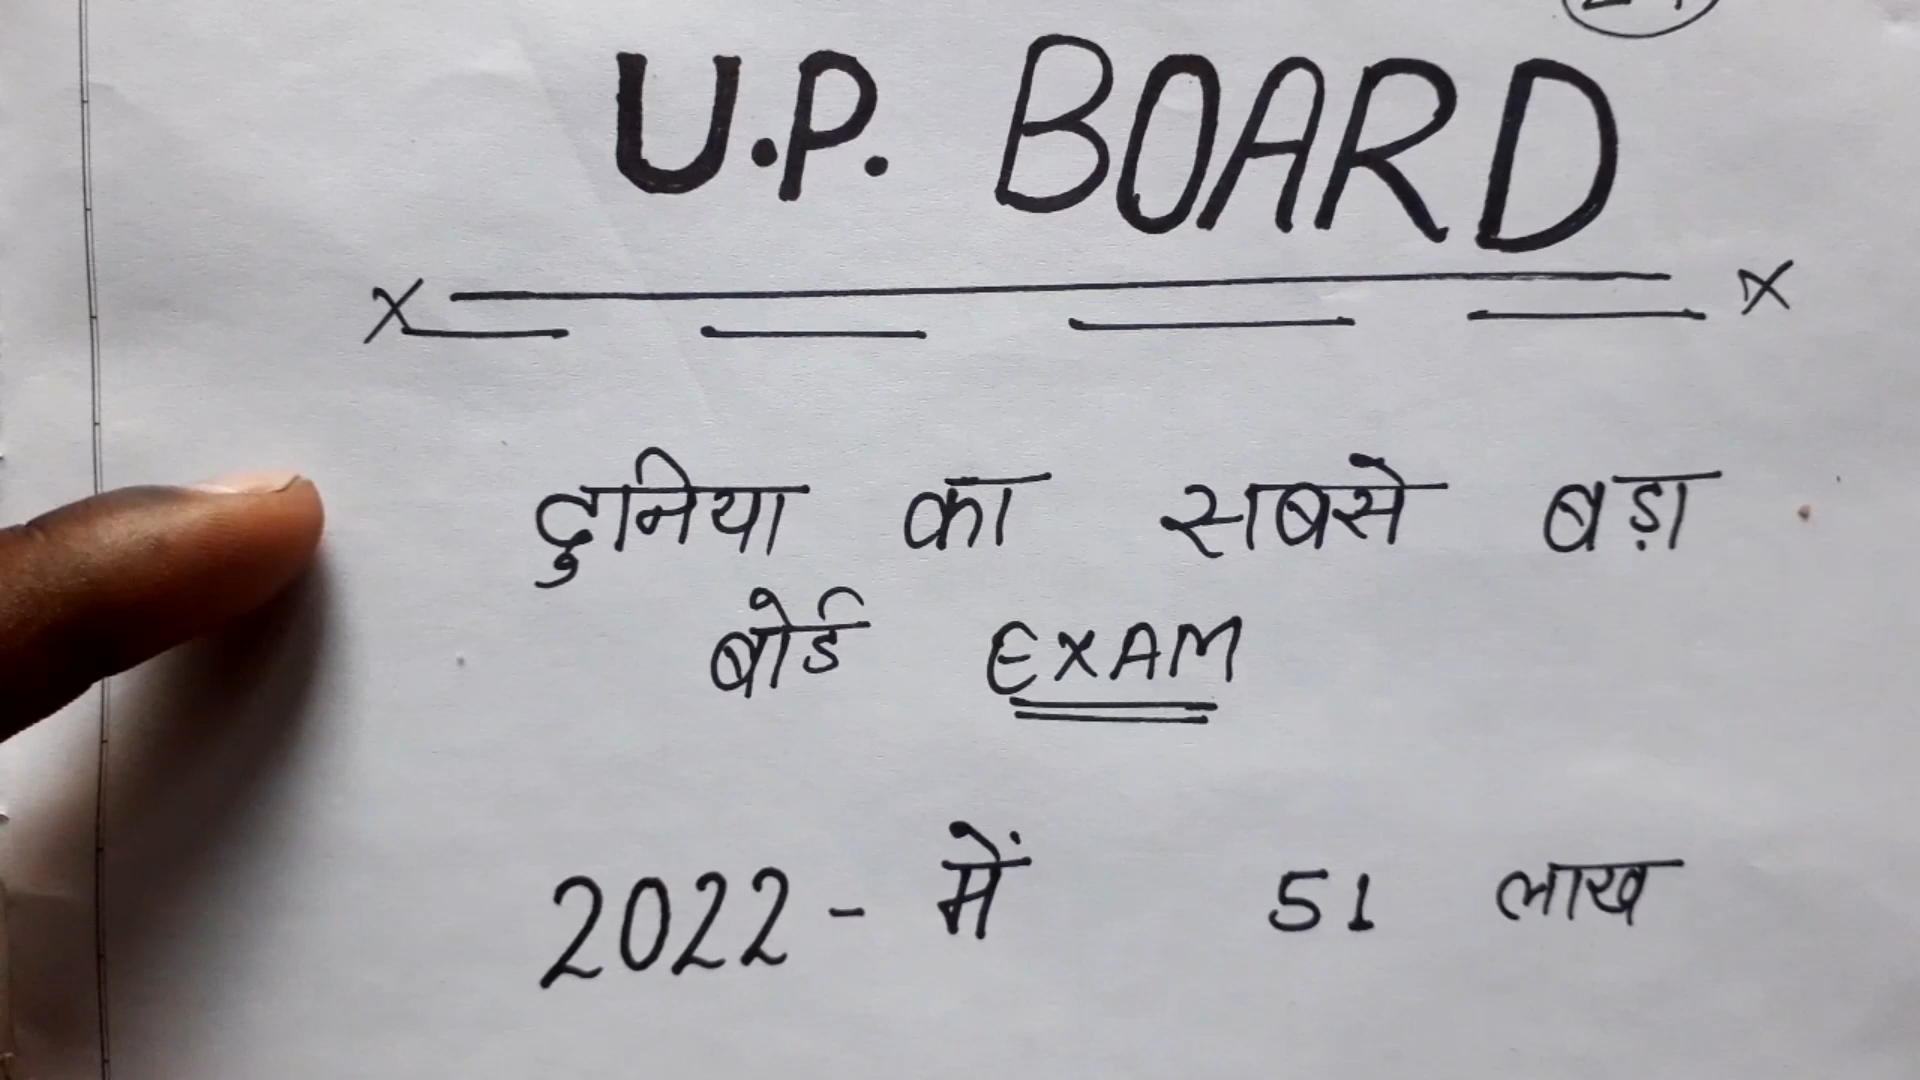 U.P. BOARD
दुनिया का सबसे बड़ा
बोर्ड EXAM
2022 - में 51 लाख